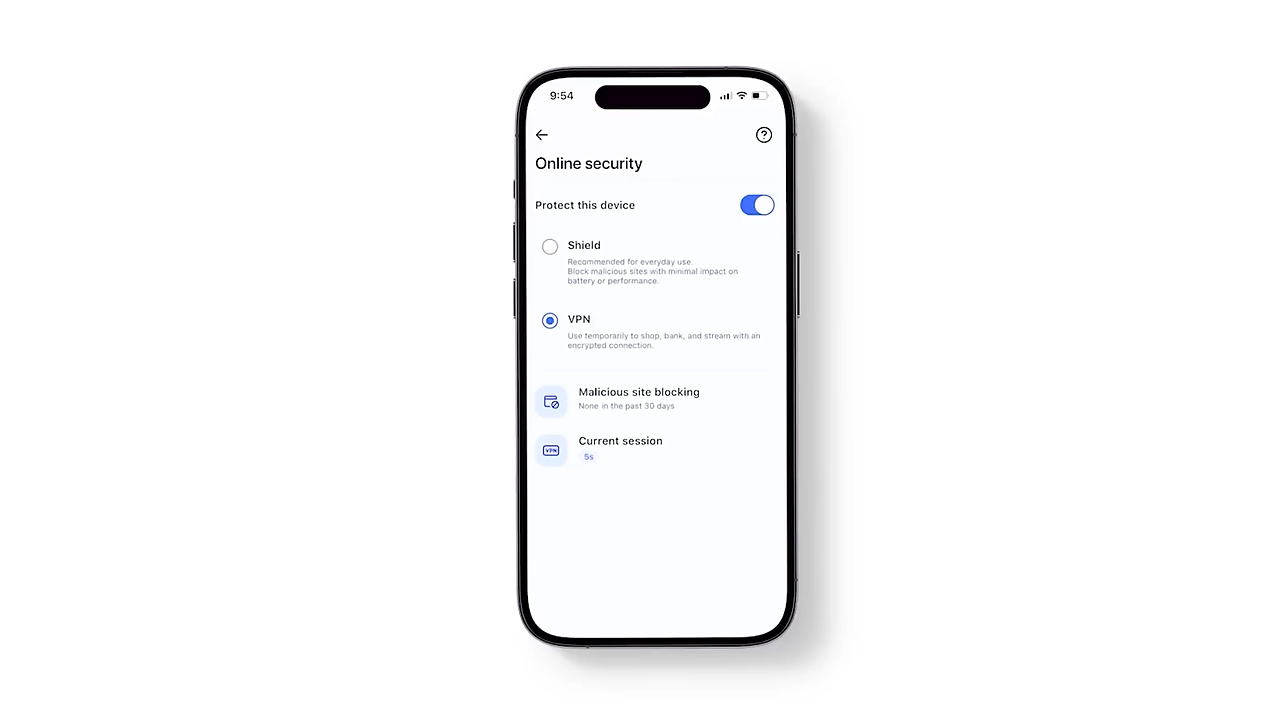 9:54
Online security
Protect this device
Shield
Recommended for everyday use.
Block malicious sites with minimal impact on
battery or performance.
VPN
Use temporarily to shop, bank, and stream with an
encrypted connection.
Malicious site blocking
None in the past 30 days
VPN
Current session
5s